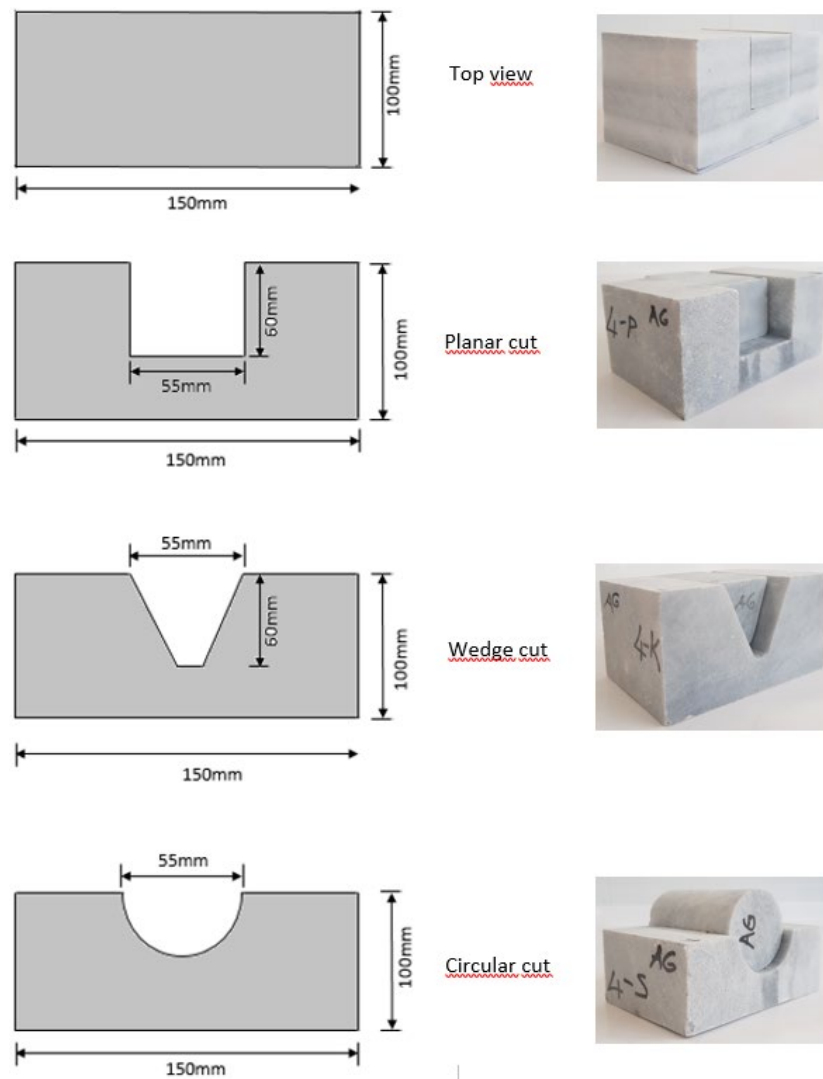 Top view
100mm
150mm
60mm
55mm
4-P AG
Planar cut
100mm
150mm
55mm
60mm
AG
AG
4-K
Wedge cut
100mm
150mm
55mm
AG
AG
4-S
Circular cut
100mm
150mm